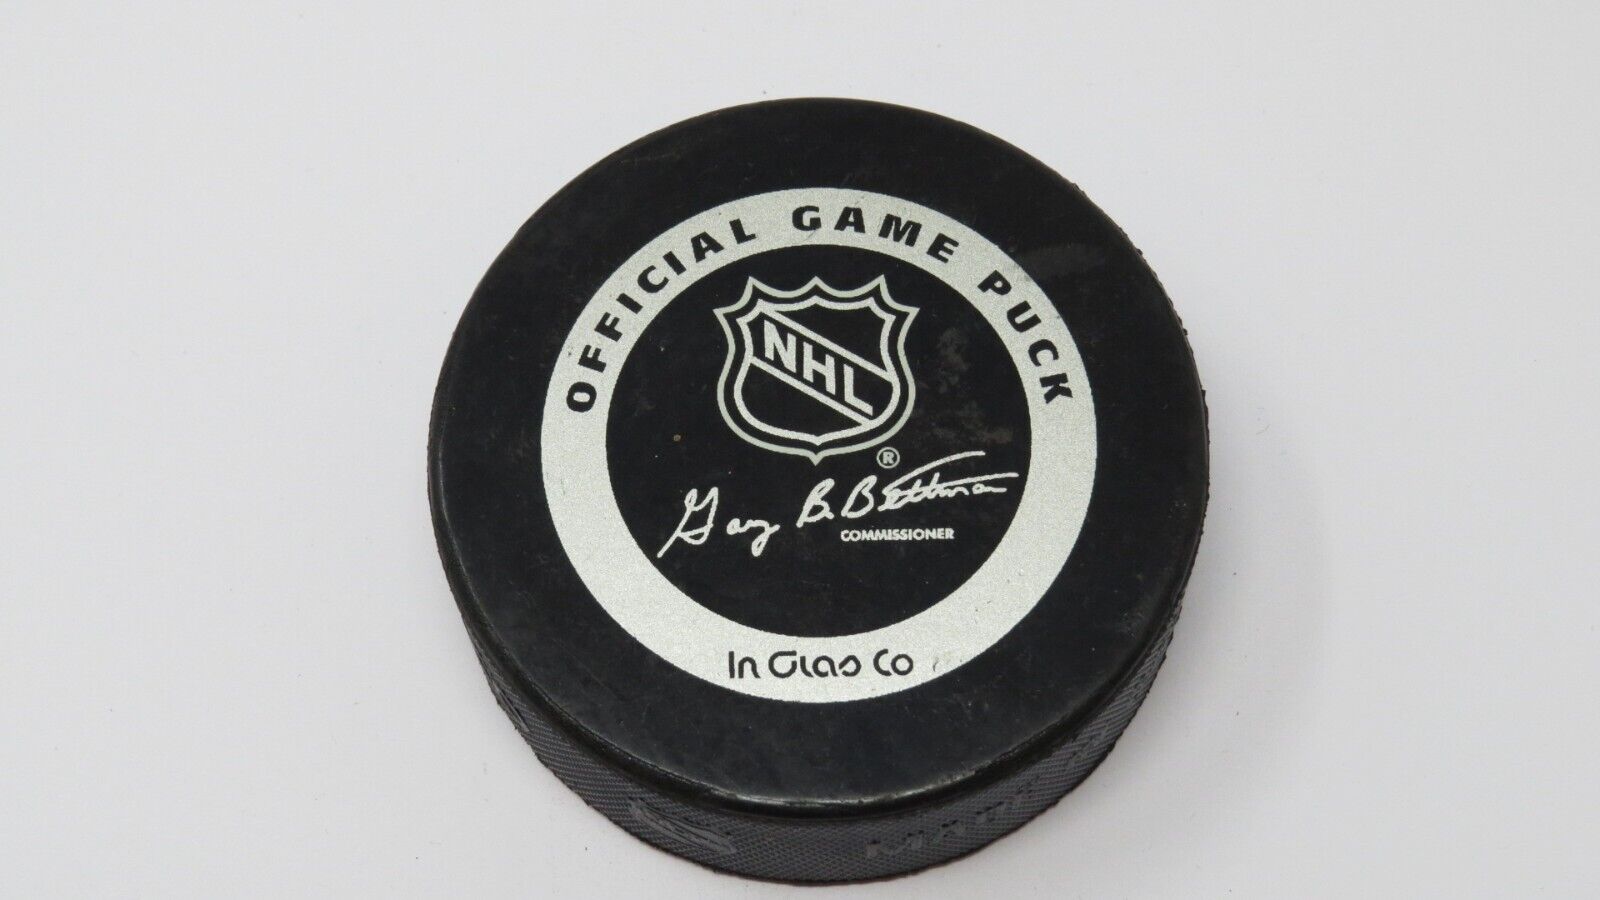 OFFICIAL GAME PUCK
NHL
®
Gary B. Bettman
COMMISSIONER
In Glas Co